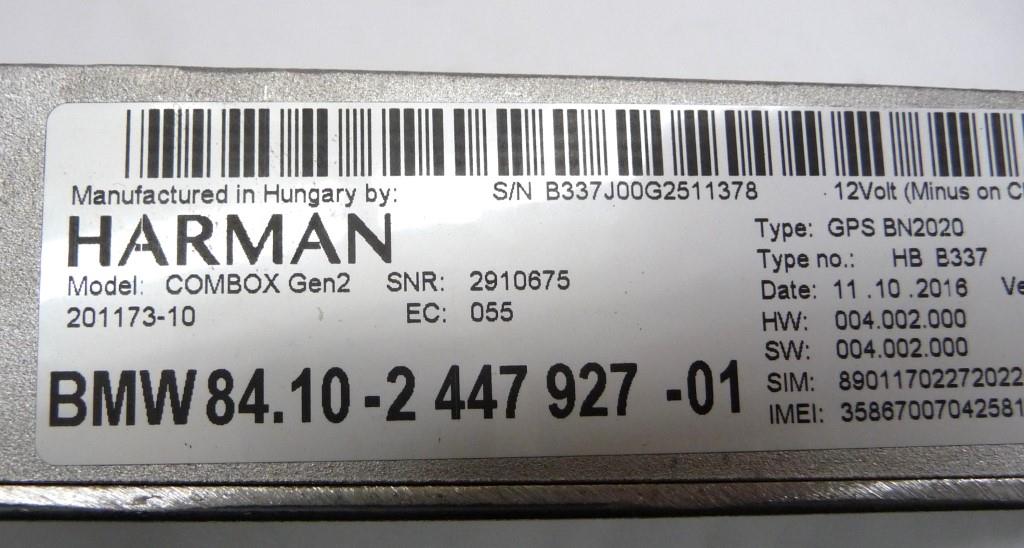 Manufactured in Hungary by: S/N B337J00G2511378 12Volt (Minus on
HARMAN
Type: GPS BN2020
Type no.: HB B337
Model: COMBOX Gen2 SNR: 2910675
Date: 11.10.2016
201173-10 EC: 055
HW: 004.002.000
SW: 004.002.000
BMW 84.10-2 447 927 -01
SIM: 89011702272022
IMEI: 35867007042581